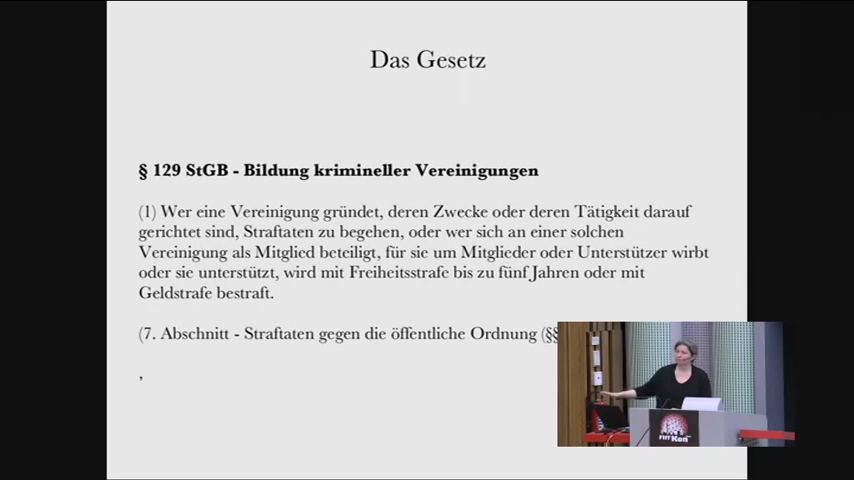 Das Gesetz
§ 129 StGB - Bildung krimineller Vereinigungen
(1) Wer eine Vereinigung gründet, deren Zwecke oder deren Tätigkeit darauf
gerichtet sind, Straftaten zu begehen, oder wer sich an einer solchen
Vereinigung als Mitglied beteiligt, für sie um Mitglieder oder Unterstützer wirbt
oder sie unterstützt, wird mit Freiheitsstrafe bis zu fünf Jahren oder mit
Geldstrafe bestraft.
(7. Abschnitt - Straftaten gegen die öffentliche Ordnung (§§
,
FIfF
Kon